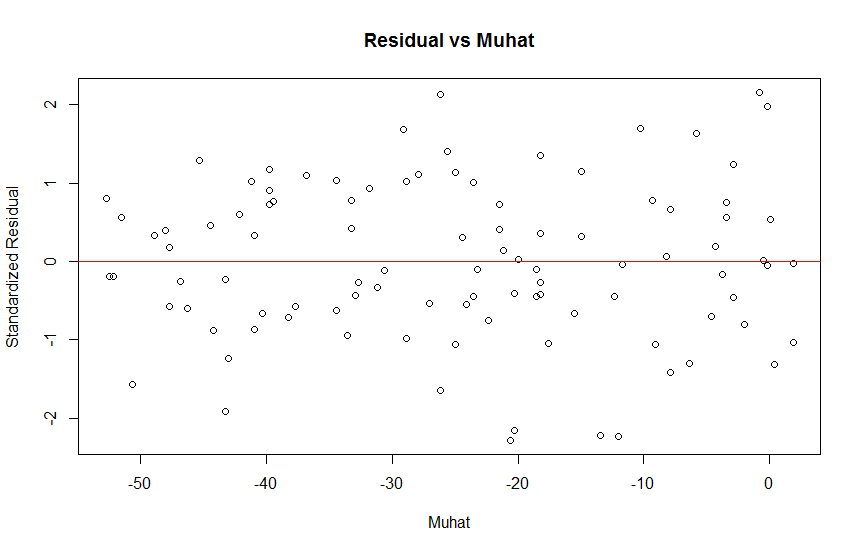 Residual vs Muhat
Standardized Residual
2
1
0
-1
-2
-50 -40 -30 -20 -10 0
Muhat